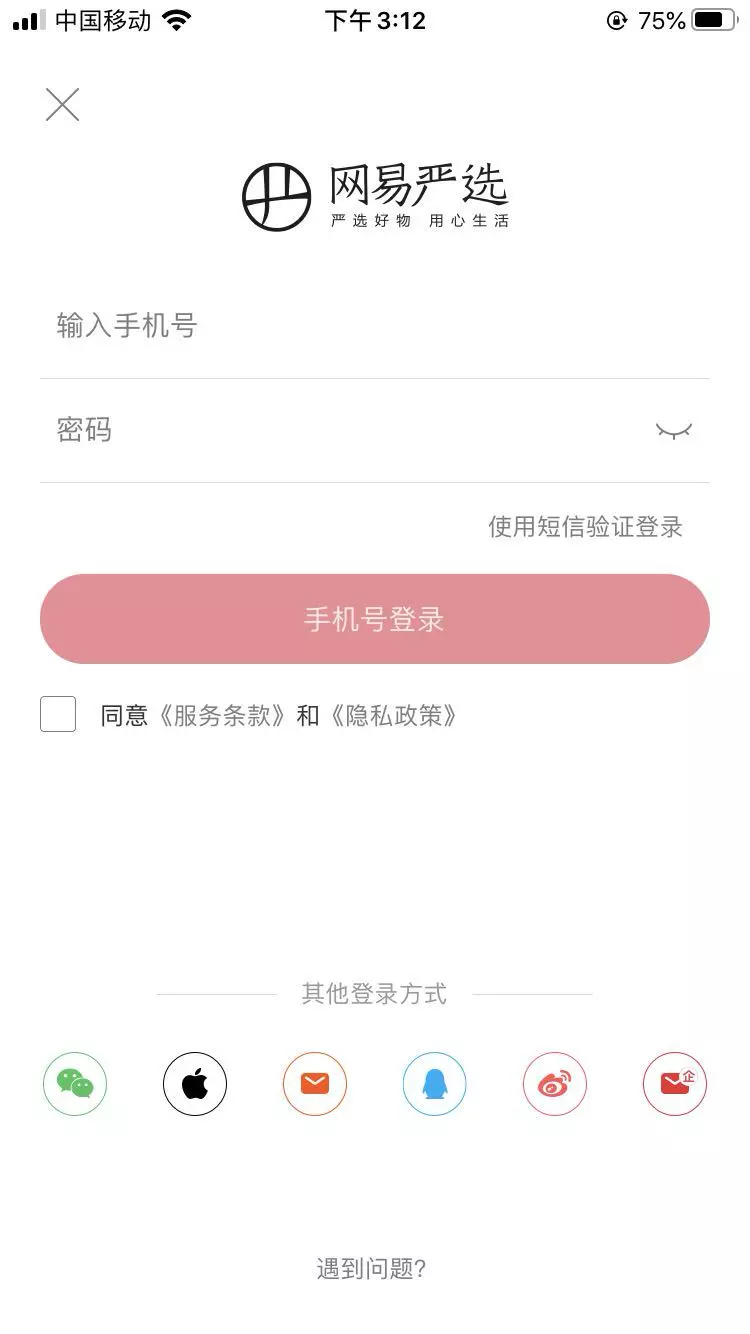 中国移动 下午3:12 75%
网易严选
严选好物 用心生活
输入手机号
密码
使用短信验证登录
手机号登录
同意《服务条款》和《隐私政策》
其他登录方式
企
遇到问题?